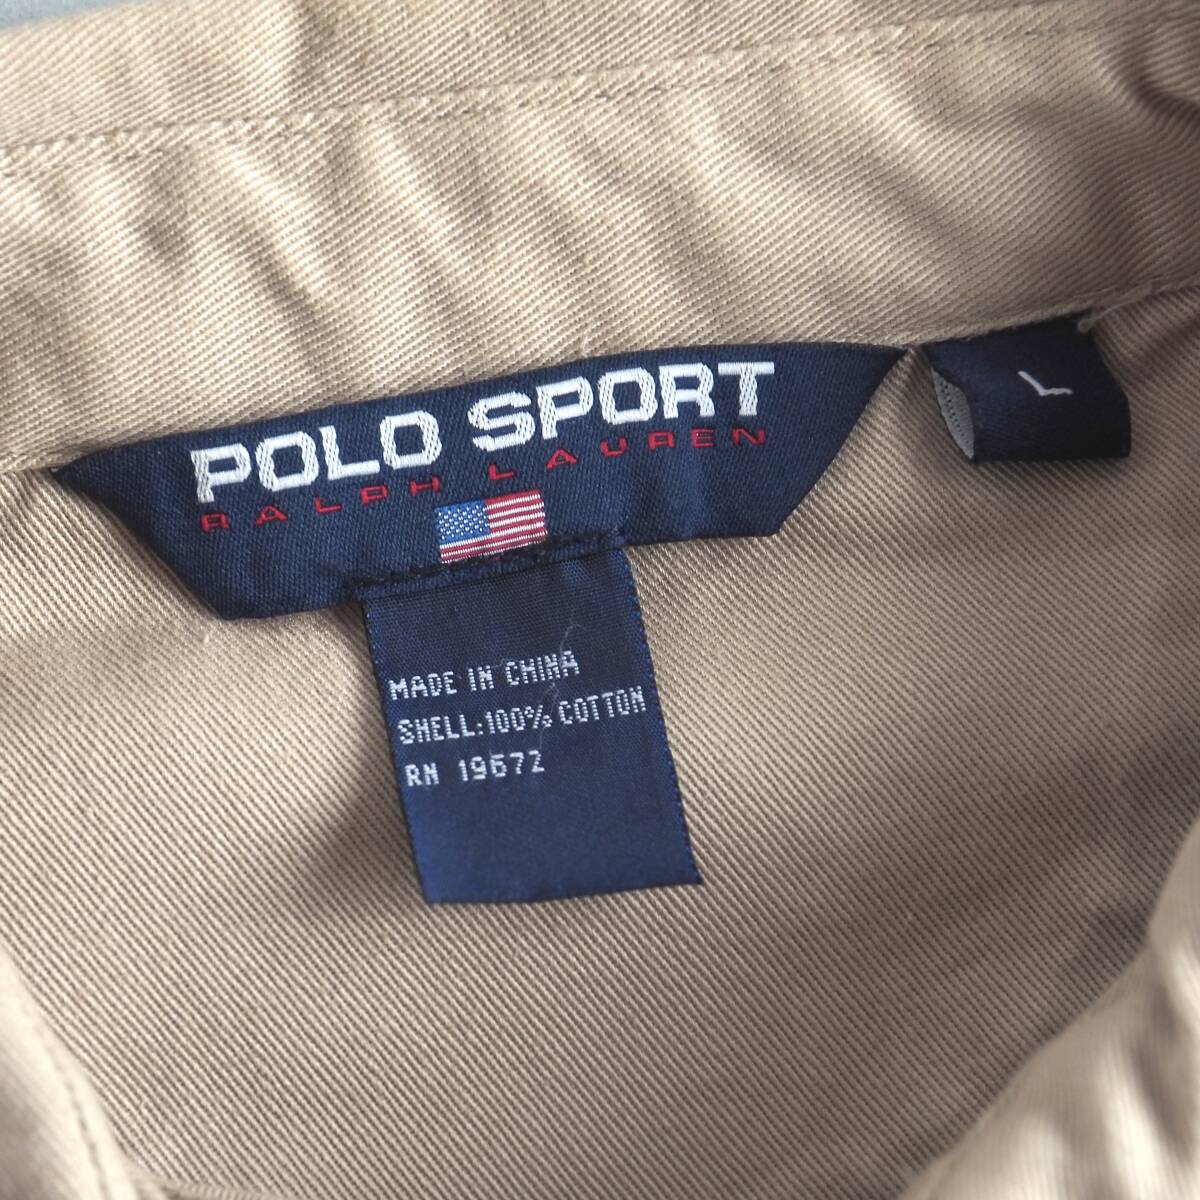 POLO SPORT
RALPH LAUREN
L
MADE IN CHINA
SHELL:100% COTTON
RN 19672